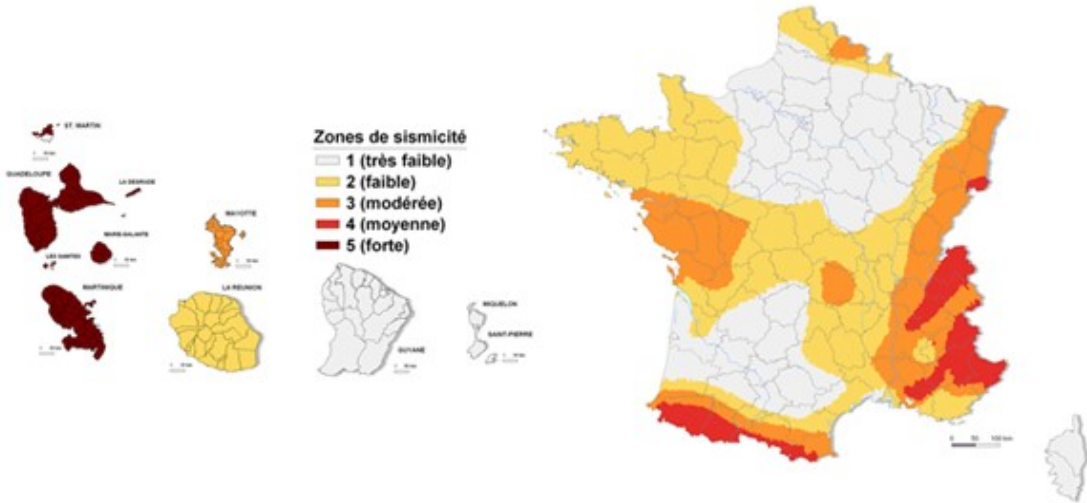 ST. MARTIN
GUADELOUPE
LA DESIRADE
MARIE-GALANTE
LES SAINTES
MARTINIQUE
MAYOTTE
LA RÉUNION
Zones de sismicité
1 (très faible)
2 (faible)
3 (modérée)
4 (moyenne)
5 (forte)
GUYANE
MIQUELON
SAINT-PIERRE
0 50 100 km